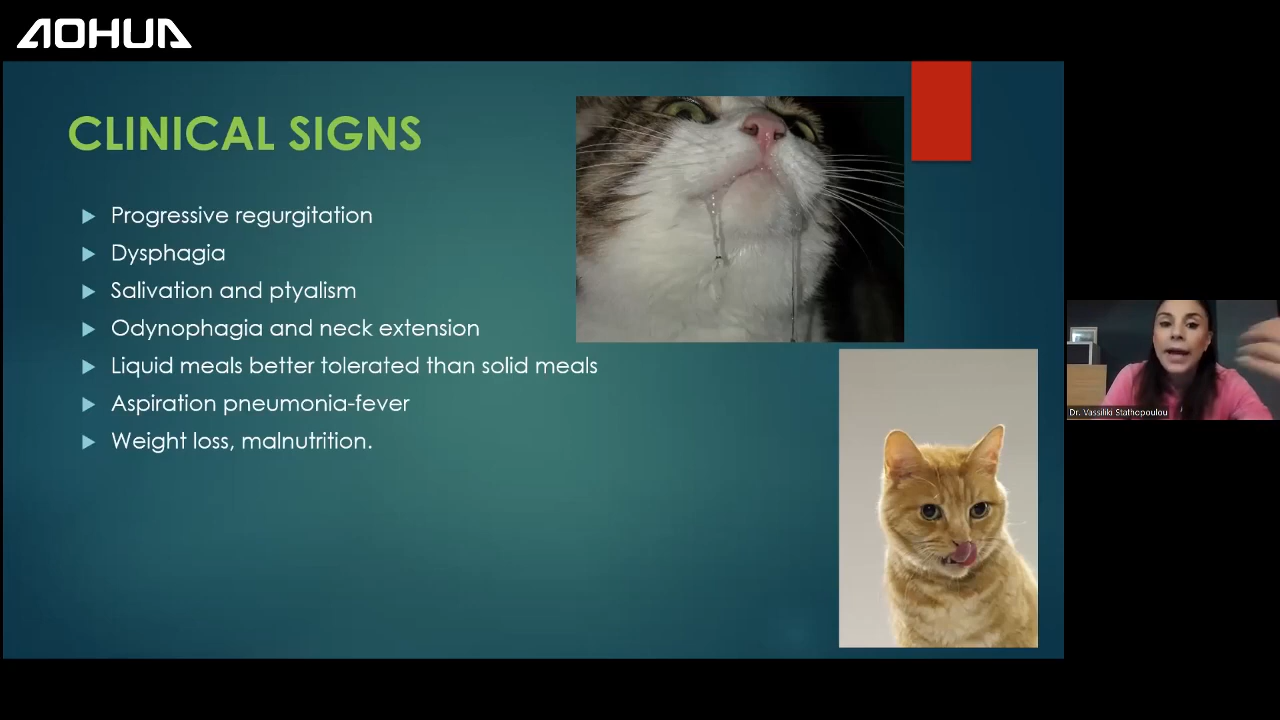 AOHUA
CLINICAL SIGNS
Progressive regurgitation
Dysphagia
Salivation and ptyalism
Odynophagia and neck extension
Liquid meals better tolerated than solid meals
Aspiration pneumonia-fever
Weight loss, malnutrition.
Dr. Vassiliki Stathopoulou